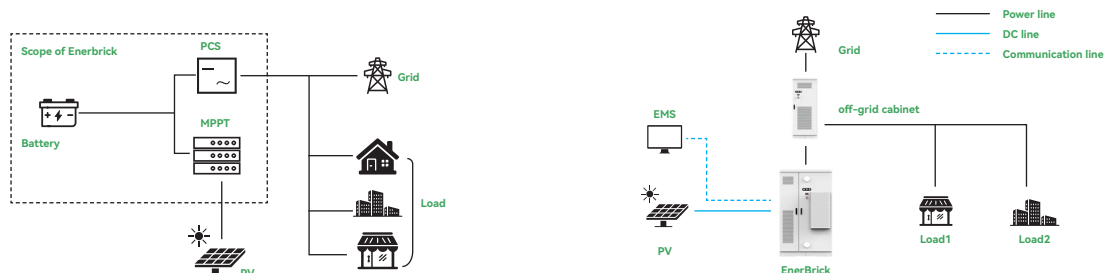 Scope of Enerbrick
PCS
Grid
MPPT
Battery
Load
PV
Power line
DC line
Communication line
Grid
off-grid cabinet
EMS
PV
Load1
Load2
EnerBrick